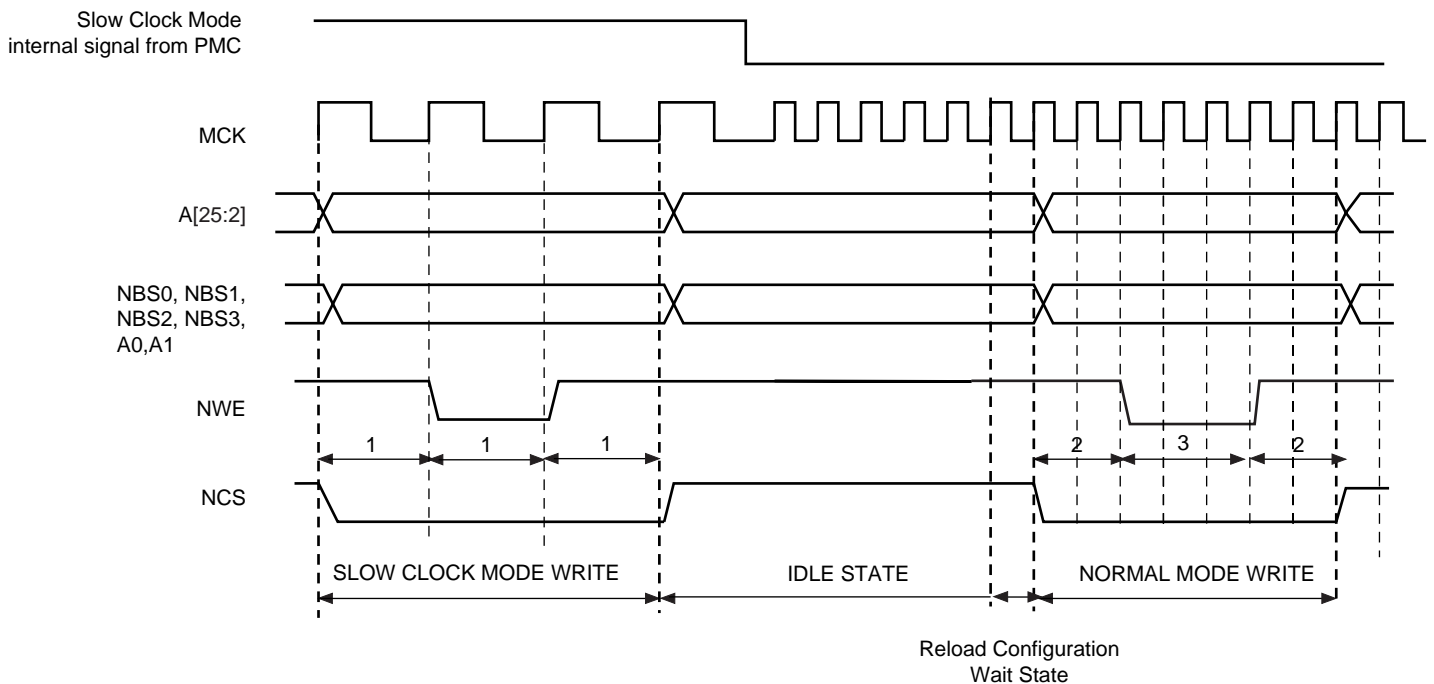 Slow Clock Mode
internal signal from PMC
MCK
A[25:2]
NBS0, NBS1,
NBS2, NBS3,
A0,A1
NWE
1 1 1 2 3 2
NCS
SLOW CLOCK MODE WRITE IDLE STATE NORMAL MODE WRITE
Reload Configuration
Wait State